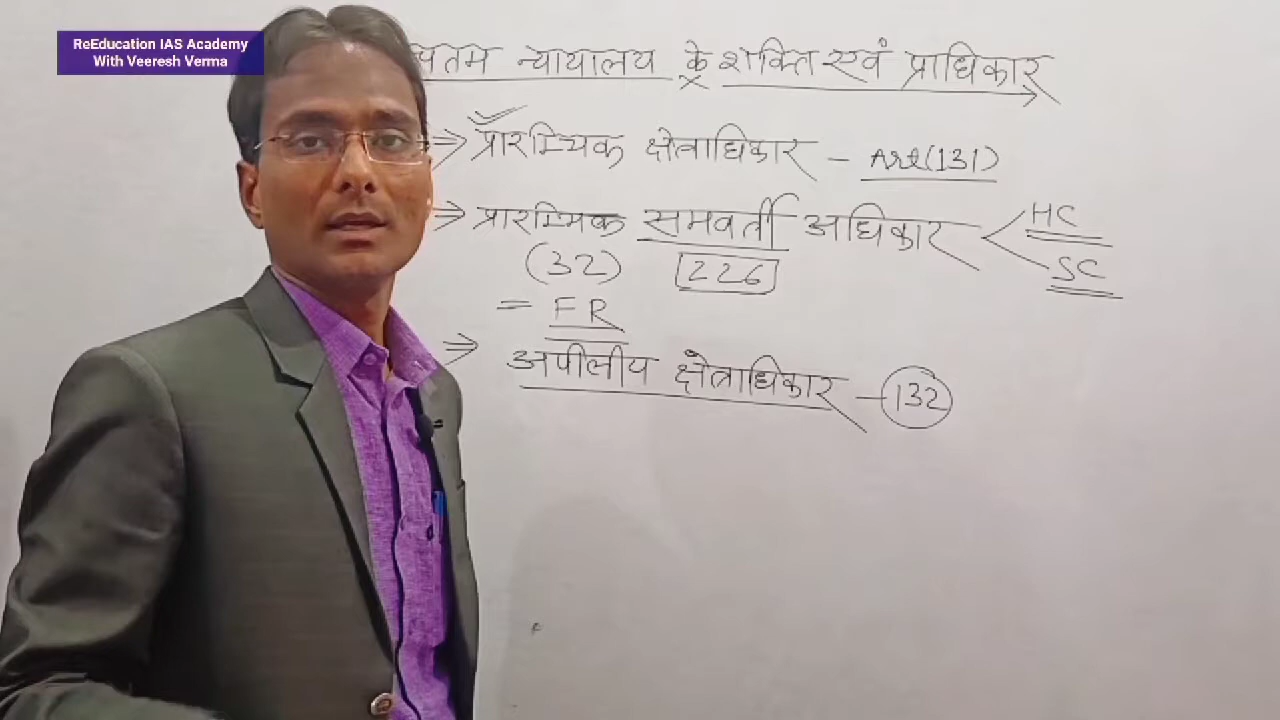 ReEducation IAS Academy
With Veeresh Verma
चतम न्यायालय के शक्ति एवं प्राधिकार
⇒ प्रारम्भिक क्षेत्राधिकार - Art(131)
⇒ प्रारम्भिक समवर्ती अधिकार < HC
SC
(32) 226
= FR
⇒ अपीलीय क्षेत्राधिकार - 132